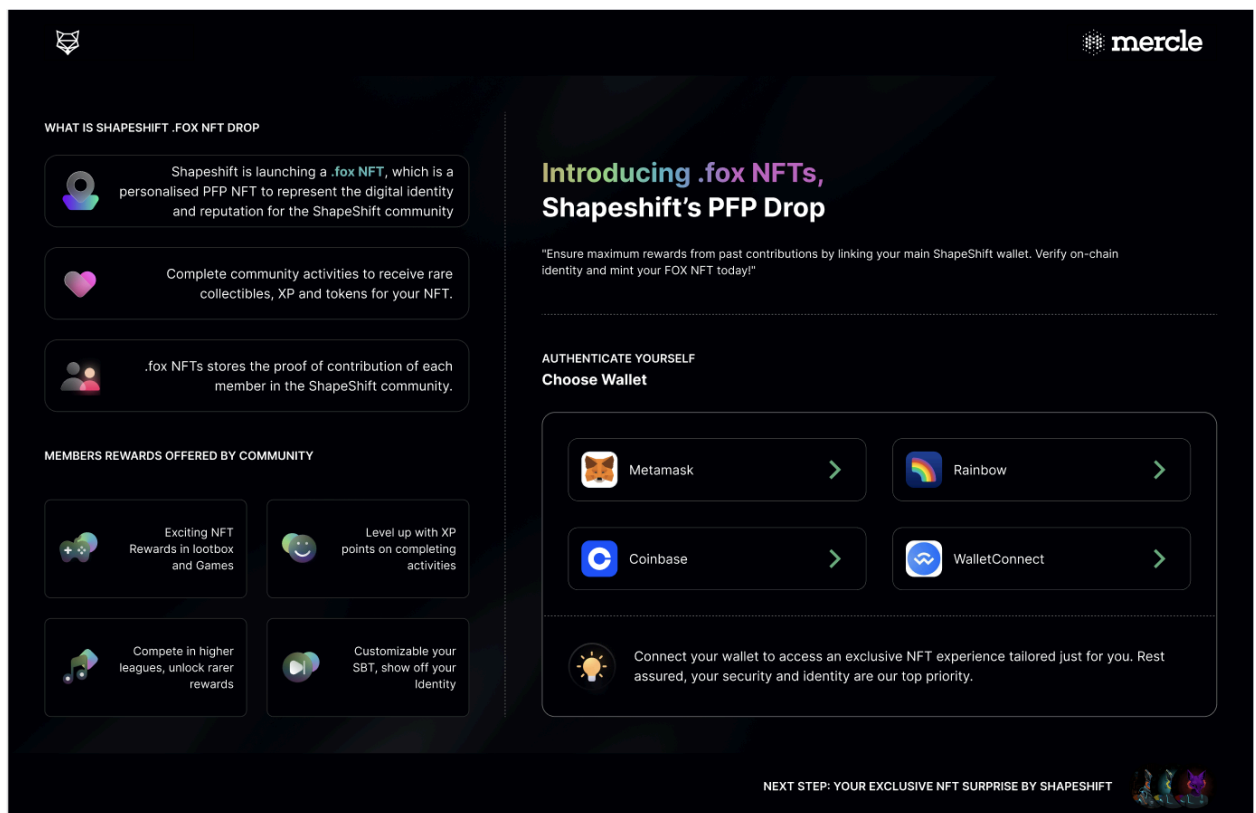 mercle
WHAT IS SHAPESHIFT .FOX NFT DROP
Shapeshift is launching a .fox NFT, which is a
personalised PFP NFT to represent the digital identity
and reputation for the ShapeShift community
Complete community activities to receive rare
collectibles, XP and tokens for your NFT.
.fox NFTs stores the proof of contribution of each
member in the ShapeShift community.
MEMBERS REWARDS OFFERED BY COMMUNITY
Exciting NFT
Rewards in lootbox
and Games
Level up with XP
points on completing
activities
Compete in higher
leagues, unlock rarer
rewards
Customizable your
SBT, show off your
Identity
Introducing .fox NFTs,
Shapeshift's PFP Drop
"Ensure maximum rewards from past contributions by linking your main ShapeShift wallet. Verify on-chain
identity and mint your FOX NFT today!"
AUTHENTICATE YOURSELF
Choose Wallet
Metamask
Rainbow
Coinbase
WalletConnect
Connect your wallet to access an exclusive NFT experience tailored just for you. Rest
assured, your security and identity are our top priority.
NEXT STEP: YOUR EXCLUSIVE NFT SURPRISE BY SHAPESHIFT